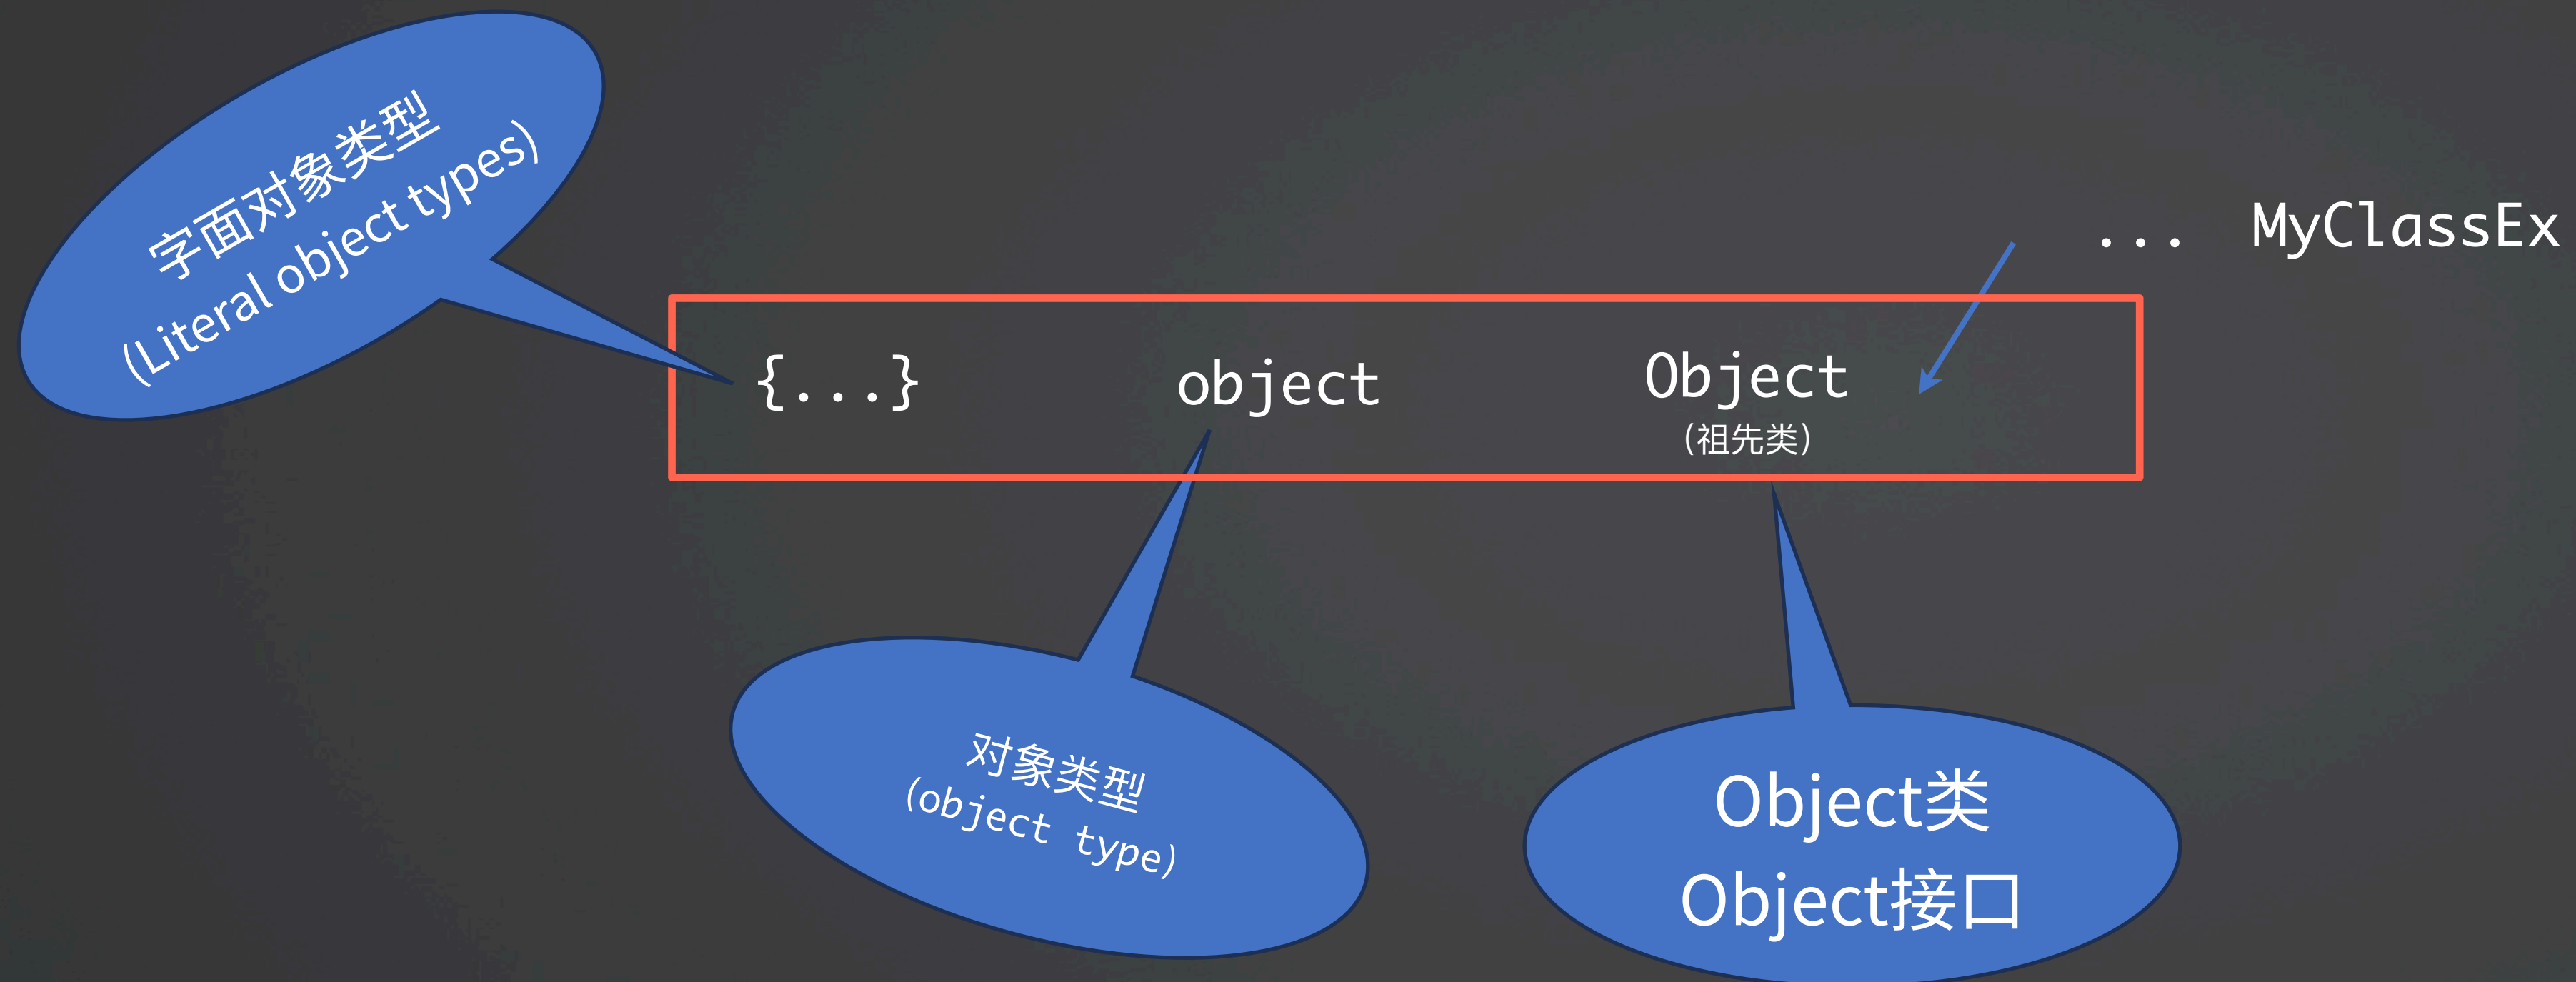 字面对象类型
(Literal object types)
... MyClassEx
{...} object Object
(祖先类)
对象类型
(object type)
Object类
Object接口